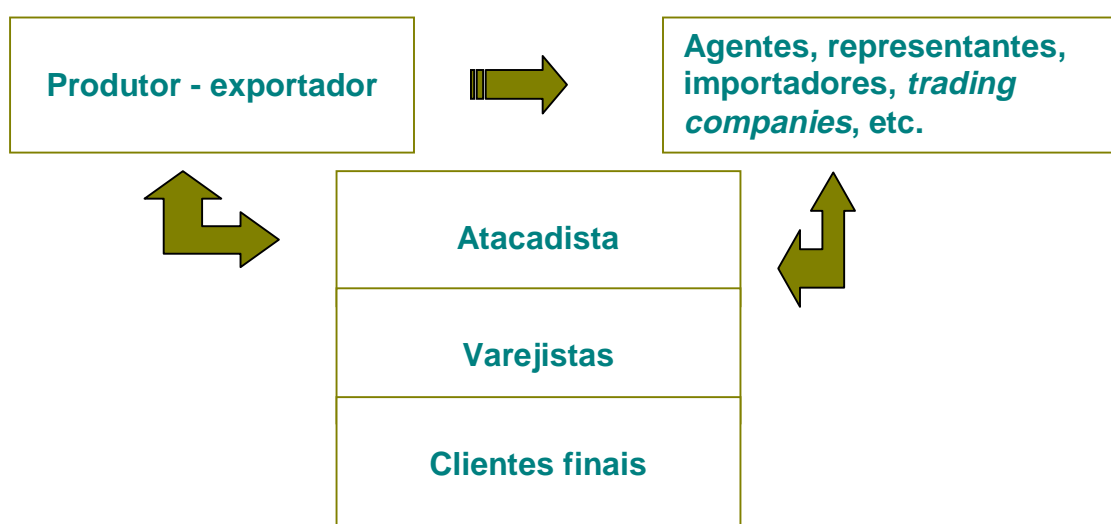 Produtor - exportador
Agentes, representantes,
importadores, trading
companies, etc.
Atacadista
Varejistas
Clientes finais